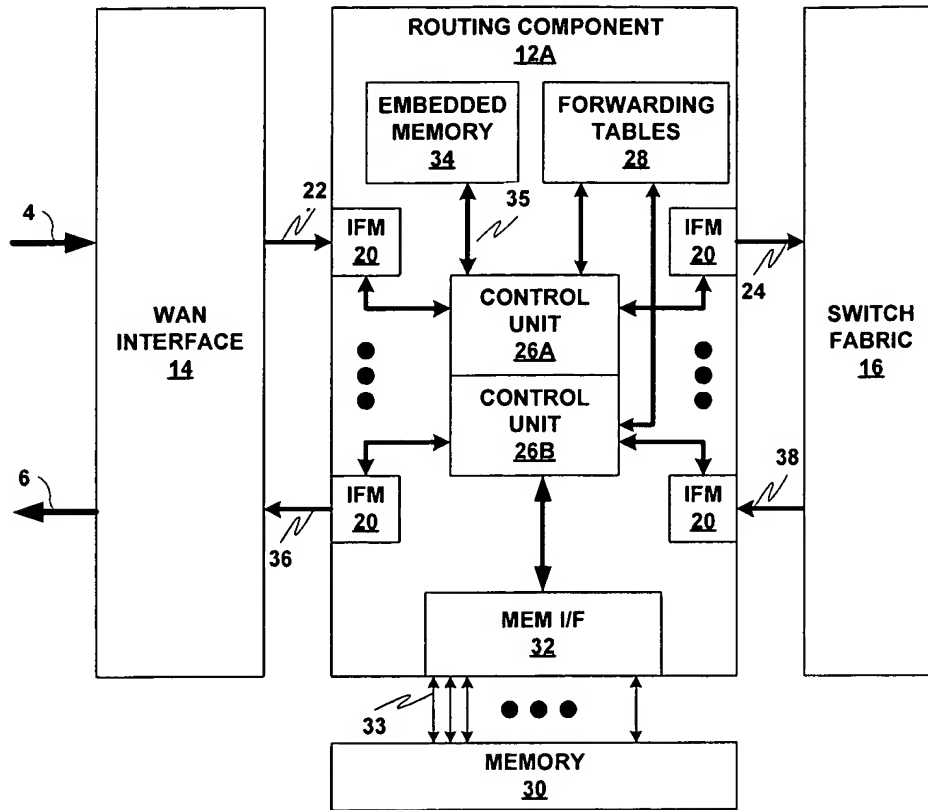 ROUTING COMPONENT
12A
EMBEDDED
MEMORY
34
FORWARDING
TABLES
28
4
22
35
IFM
20
IFM
20
24
WAN
INTERFACE
14
CONTROL
UNIT
26A
SWITCH
FABRIC
16
CONTROL
UNIT
26B
6
IFM
20
IFM
20
38
36
MEM I/F
32
33
MEMORY
30